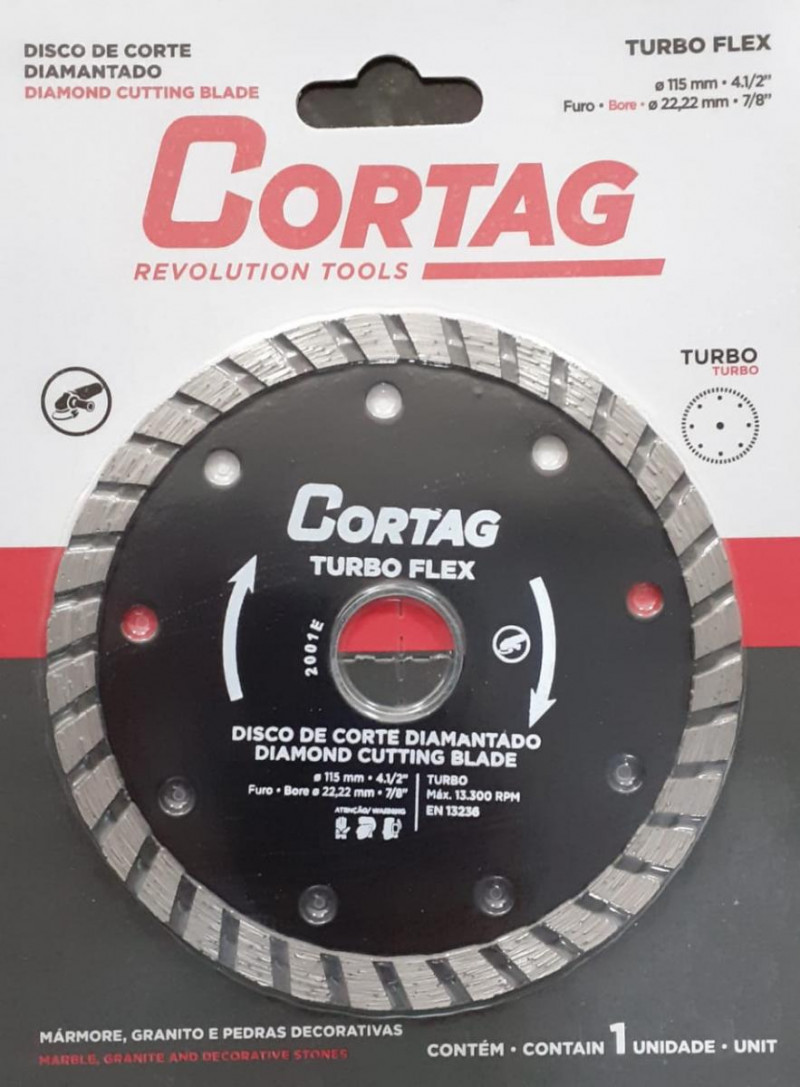 DISCO DE CORTE
DIAMANTADO
DIAMOND CUTTING BLADE
TURBO FLEX
ø 115 mm • 4.1/2"
Furo • Bore • ø 22,22 mm • 7/8"
CORTAG
REVOLUTION TOOLS
TURBO
TURBO
CORTAG
TURBO FLEX
2001E
DISCO DE CORTE DIAMANTADO
DIAMOND CUTTING BLADE
ø 115 mm • 4.1/2"
Furo • Bore ø 22,22 mm • 7/8"
ATENÇÃO/WARNING
TURBO
Máx. 13.300 RPM
EN 13236
MÁRMORE, GRANITO E PEDRAS DECORATIVAS
MARBLE, GRANITE AND DECORATIVE STONES
CONTÉM • CONTAIN 1 UNIDADE • UNIT